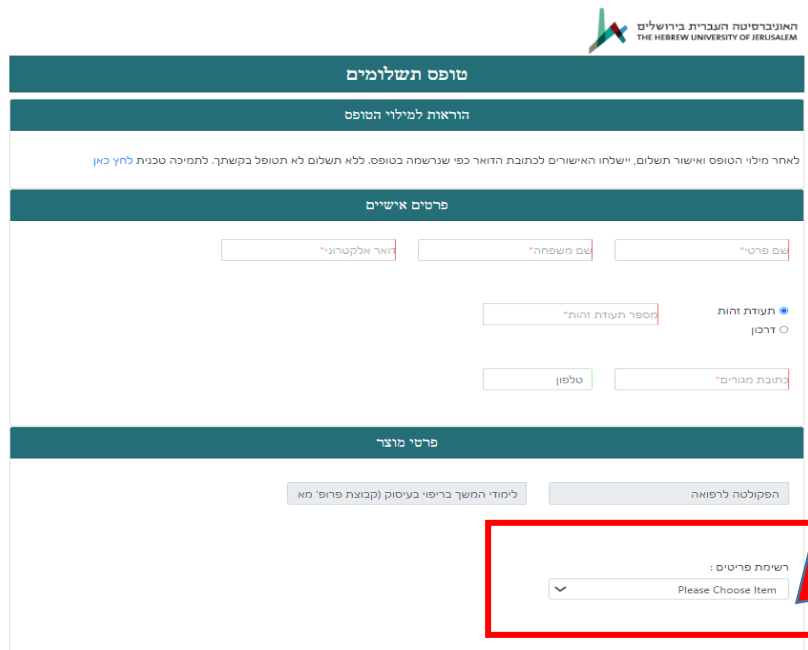 האוניברסיטה העברית בירושלים
THE HEBREW UNIVERSITY OF JERUSALEM
טופס תשלומים
הוראות למילוי הטופס
לאחר מילוי הטופס ואישור תשלום, יישלחו האישורים לכתובת הדואר כפי שנרשמה בטופס. ללא תשלום לא תטופל בקשתך. לתמיכה טכנית לחץ כאן
פרטים אישיים
שם פרטי* שם משפחה* דואר אלקטרוני*
תעודת זהות מספר תעודת זהות*
דרכון
כתובת מגורים* טלפון
פרטי מוצר
הפקולטה לרפואה לימודי המשך בריפוי בעיסוק (קבוצת פרופ' מא
רשימת פריטים :
Please Choose Item